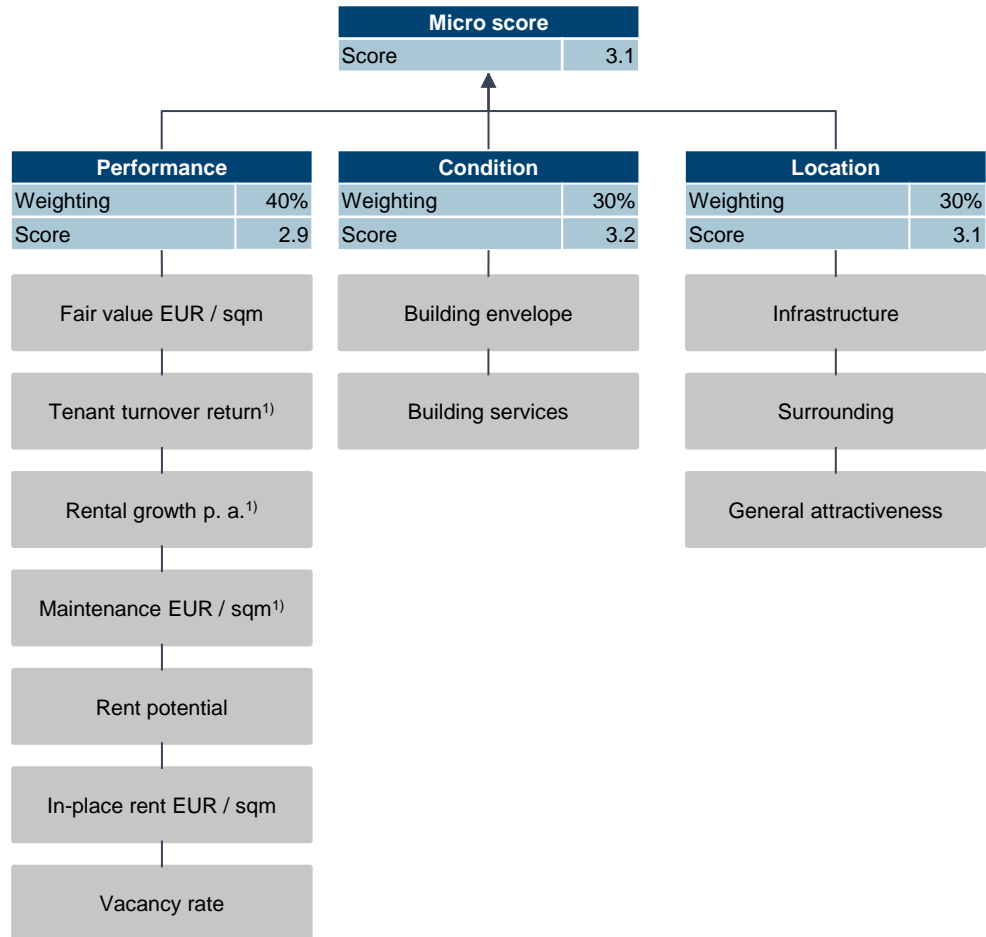 Micro score
Score 3.1
Performance
Weighting 40%
Score 2.9
Fair value EUR / sqm
Tenant turnover return¹⁾
Rental growth p. a.¹⁾
Maintenance EUR / sqm¹⁾
Rent potential
In-place rent EUR / sqm
Vacancy rate
Condition
Weighting 30%
Score 3.2
Building envelope
Building services
Location
Weighting 30%
Score 3.1
Infrastructure
Surrounding
General attractiveness